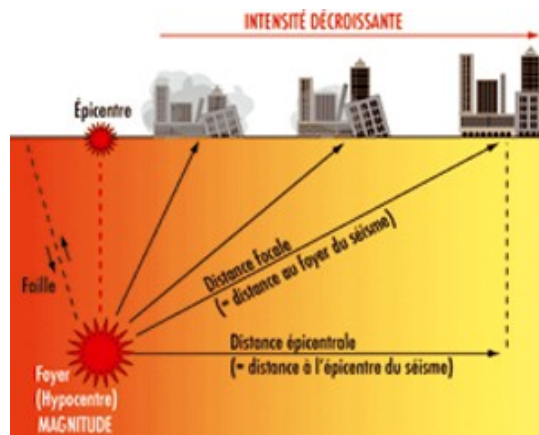 INTENSITÉ DÉCROISSANTE
Épicentre
Faille
Distance focale
(= distance au foyer du séisme)
Distance épicentrale
(= distance à l'épicentre du séisme)
Foyer
(Hypocentre)
MAGNITUDE